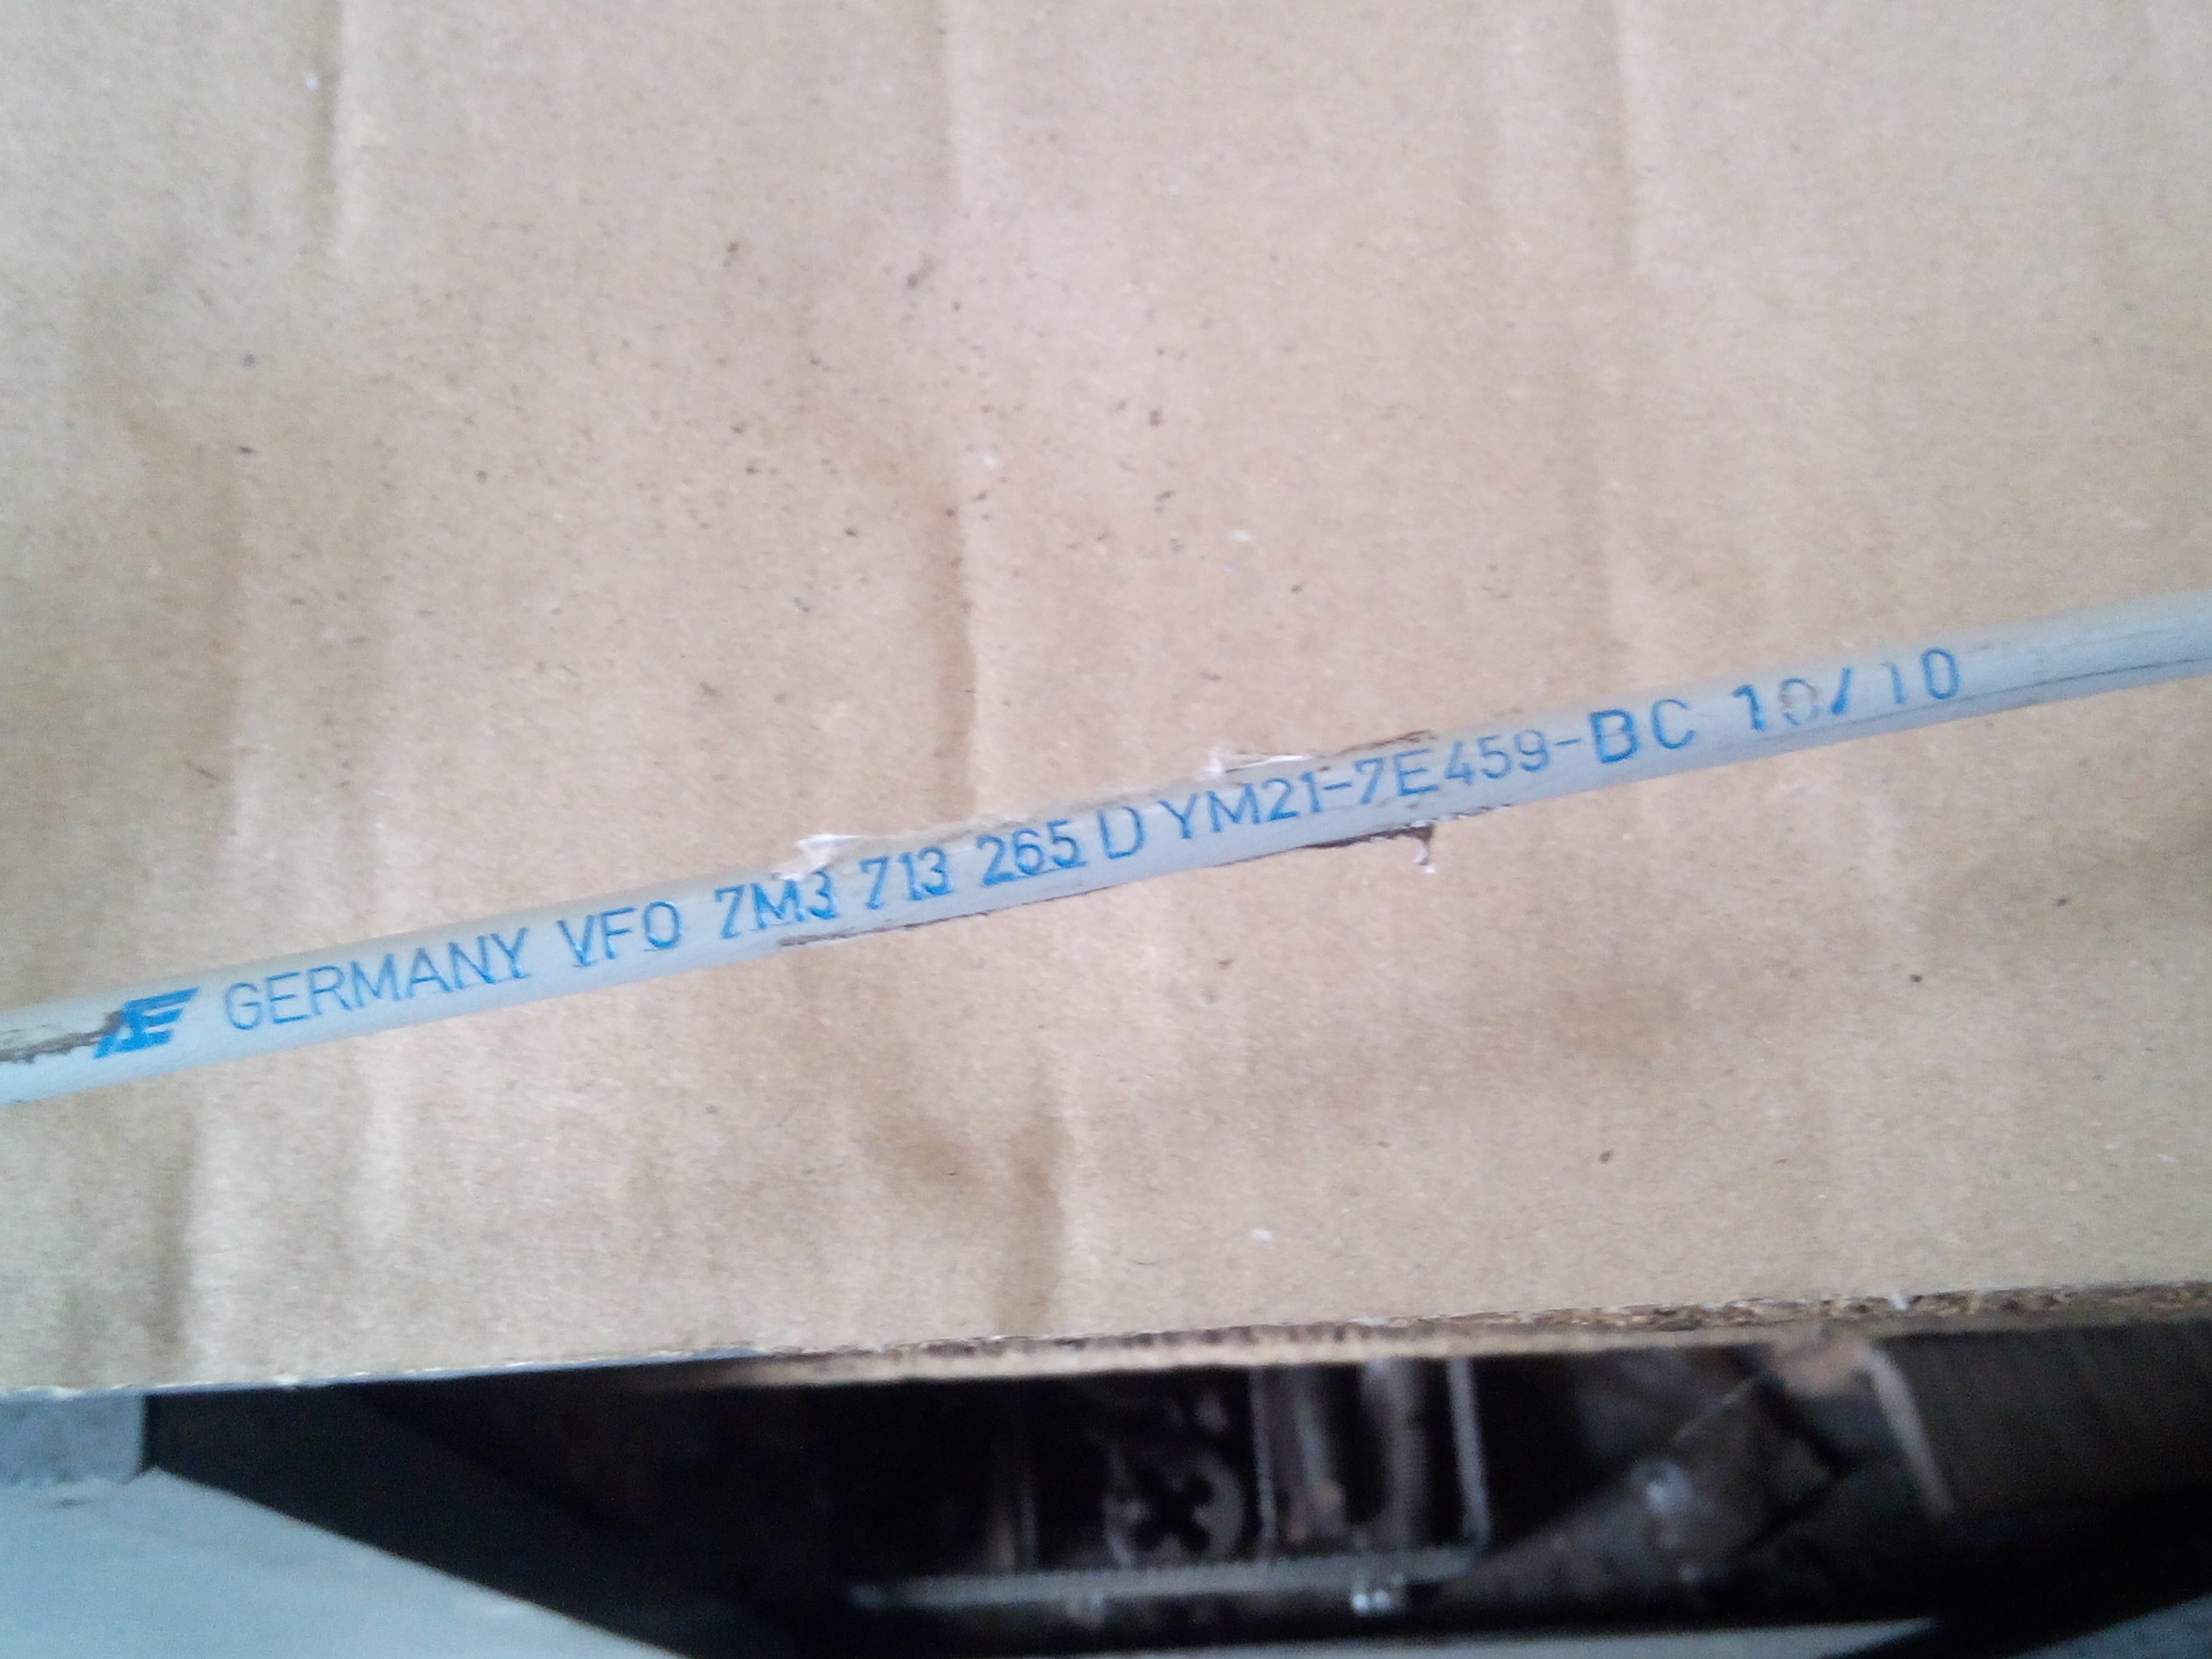 GERMANY VFO 7M3 713 265 D YM21-7E459-BC 10/10